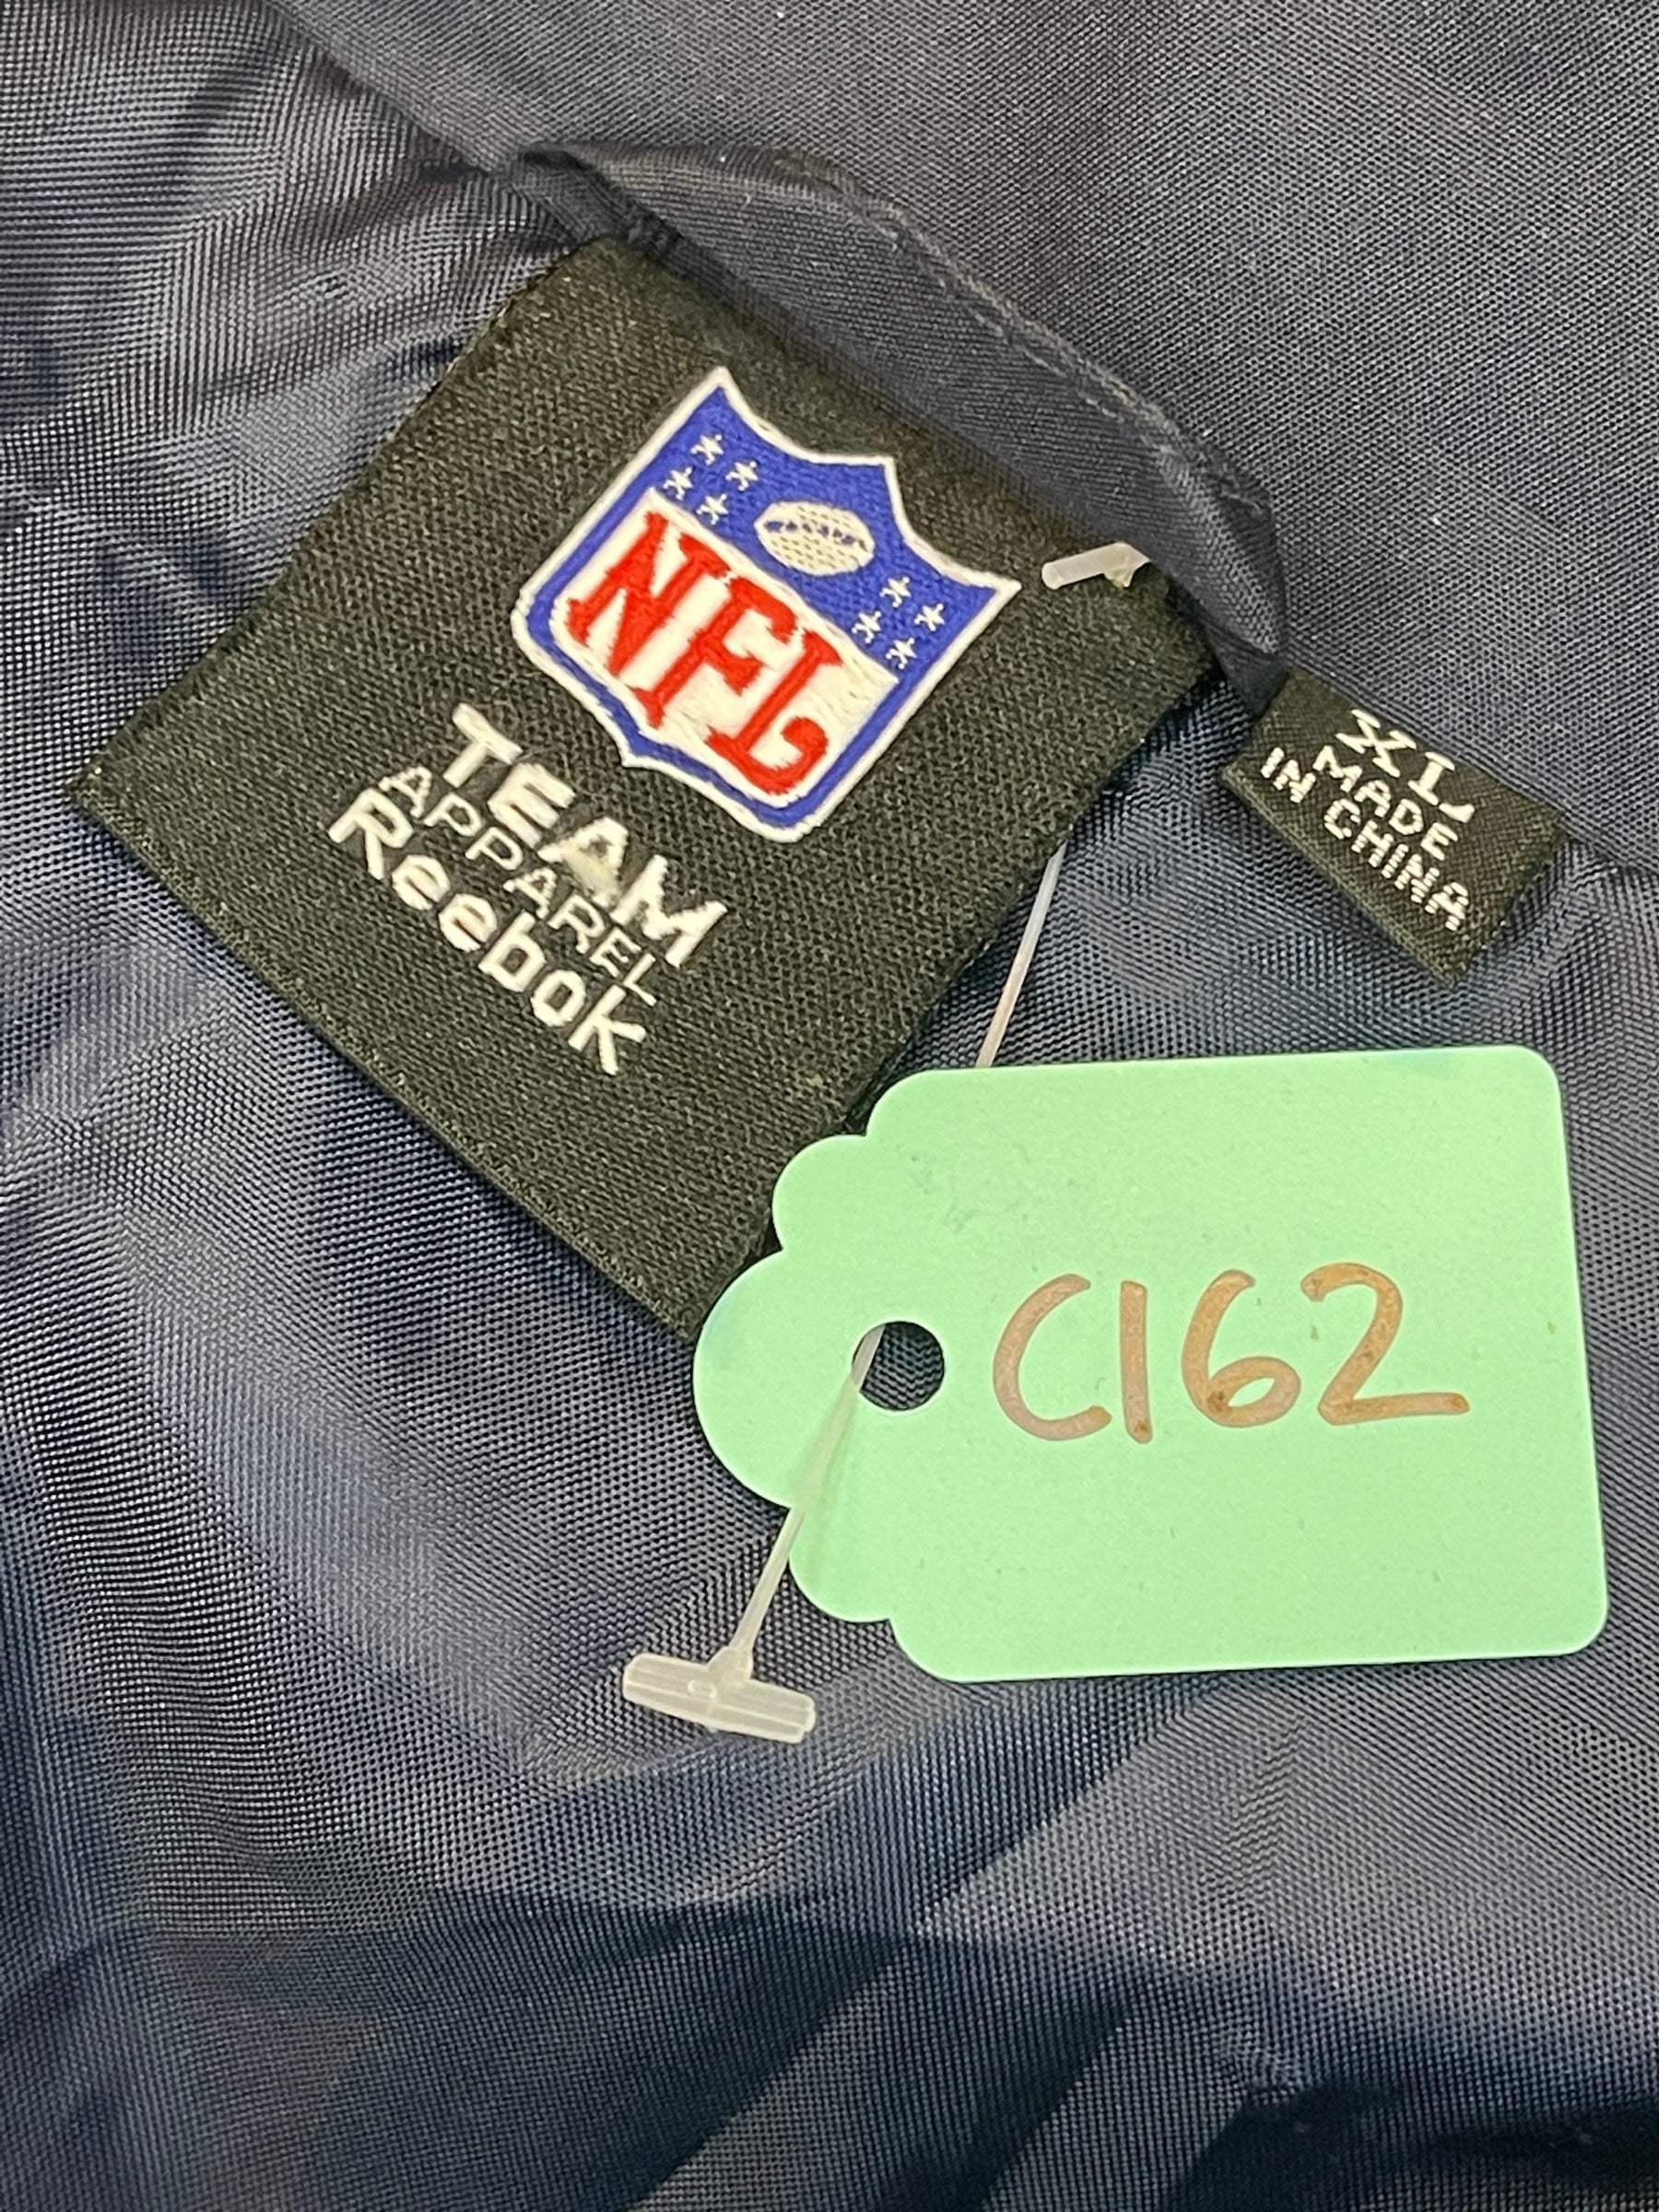 NFL
TEAM
APPAREL
Reebok
XL
MADE
IN CHINA
C162